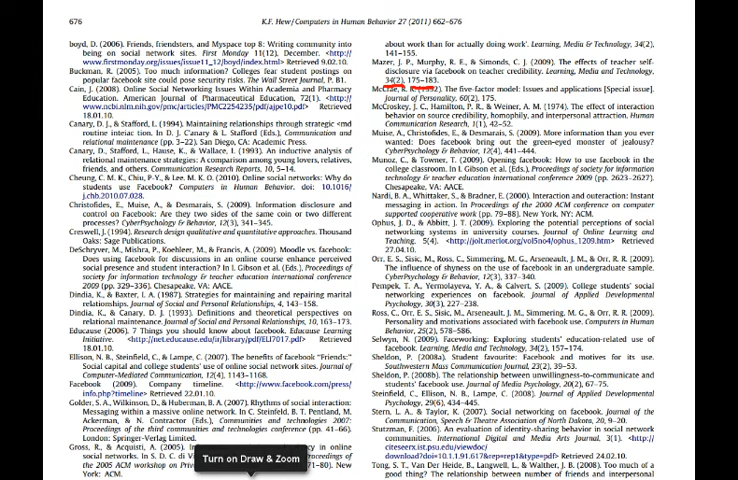 676
K.F. Hew / Computers in Human Behavior 27 (2011) 662–676
boyd, D. (2006). Friends, friendsters, and Myspace top 8: Writing community into
being on social network sites. First Monday 11(12), December. <http://
www.firstmonday.org/issues/issue11_12/boyd/index.html> Retrieved 9.02.10.
Buckman, R. (2005). Too much information? Colleges fear student postings on
popular facebook site could pose security risks. The Wall Street Journal, P. B1.
Cain, J. (2008). Online Social Networking Issues Within Academia and Pharmacy
Education. American Journal of Pharmaceutical Education, 72(1). <http://
www.ncbi.nlm.nih.gov/pmc/articles/PMC2254235/pdf/ajpe10.pdf> Retrieved
18.01.10.
Canary, D.J., & Stafford, L. (1994). Maintaining relationships through strategic <md
routine inteiac tion. In D. J. Canary & L. Stafford (Eds.), Communication and
relational maintenance (pp. 3–22). San Diego, CA: Academic Press.
Canary, D., Stafford, L., Hause, K., & Wallace, L. (1993). An inductive analysis of
relational maintenance strategies: A comparison among young lovers, relatives,
friends, and others. Communication Research Reports, 10, 5–14.
Cheung, C. M. K., Chiu, P-Y., & Lee, M. K. O. (2010). Online social networks: Why do
students use Facebook? Computers in Human Behavior. doi: 10.1016/
j.chb.2010.07.028.
Christofides, E., Muise, A., & Desmarais, S. (2009). Information disclosure and
control on Facebook: Are they two sides of the same coin or two different
processes? CyberPsychology & Behavior, 12(3), 341–345.
Creswell, J. (1994). Research design qualitative and quantitative approaches. Thousand
Oaks: Sage Publications.
DeSchryver, M., Mishra, P., Koehleer, M., & Francis, A. (2009). Moodle vs. facebook:
Does using facebook for discussions in an online course enhance perceived
social presence and student interaction? In I. Gibson et al. (Eds.), Proceedings of
society for information technology & teacher education international conference
2009 (pp. 329–336). Chesapeake, VA: AACE.
Dindia, K., & Baxter, L. A. (1987). Strategies for maintaining and repairing marital
relationships. Journal of Social and Personal Relationships, 4, 143–158.
Dindia, K., & Canary, D. J. (1993). Definitions and theoretical perspectives on
relational maintenance. Journal of Social and Personal Relationships, 10, 163–173.
Educause (2006). 7 Things you should know about facebook. Educause Learning
Initiative. <http://net.educause.edu/ir/library/pdf/ELI7017.pdf> Retrieved
18.01.10.
Ellison, N. B., Steinfield, C., & Lampe, C. (2007). The benefits of facebook "Friends:"
Social capital and college students' use of online social network sites. Journal of
Computer-Mediated Communication, 12(4), 1143–1168.
Facebook (2009). Company timeline. <http://www.facebook.com/press/
info.php?timeline> Retrieved 22.01.10.
Golder, S. A., Wilkinson, D., & Huberman, B. A. (2007). Rhythms of social interaction:
Messaging within a massive online network. In C. Steinfeld, B. T. Pentland, M.
Ackerman, & N. Contractor (Eds.), Communities and technologies 2007:
Proceedings of the third communities and technologies conference (pp. 41–66).
London: Springer-Verlag Limited.
Gross, R., & Acquisti, A. (2005). In
social networks. In S. D. C. di Vi
the 2005 ACM workshop on Priv
York: ACM.
y in online
Proceedings of
71–80). New
Turn on Draw & Zoom
about work than for actually doing work'. Learning, Media & Technology, 34(2),
141–155.
Mazer, J. P., Murphy, R. E., & Simonds, C. J. (2009). The effects of teacher self-
disclosure via facebook on teacher credibility. Learning, Media and Technology,
34(2), 175–183.
McCrae, R. R. (1992). The five-factor model: Issues and applications [Special issue].
Journal of Personality, 60(2), 175.
McCroskey, J. C., Hamilton, P. R., & Weiner, A. M. (1974). The effect of interaction
behavior on source credibility, homophily, and interpersonal attraction. Human
Communication Research, 1(1), 42–52.
Muise, A., Christofides, E., & Desmarais, S. (2009). More information than you ever
wanted: Does Facebook bring out the green-eyed monster of jealousy?
CyberPsychology & Behavior, 12(4), 441–444.
Munoz, C., & Towner, T. (2009). Opening facebook: How to use facebook in the
college classroom. In I. Gibson et al. (Eds.), Proceedings of society for information
technology & teacher education international conference 2009 (pp. 2623–2627).
Chesapeake, VA: AACE.
Nardi, B. A., Whittaker, S., & Bradner, E. (2000). Interaction and outeraction: Instant
messaging in action. In Proceedings of the 2000 ACM conference on computer
supported cooperative work (pp. 79–88). New York, NY: ACM.
Ophus, J. D., & Abbitt, J. T. (2009). Exploring the potential perceptions of social
networking systems in university courses. Journal of Online Learning and
Teaching, 5(4). <http://jolt.merlot.org/vol5no4/ophus_1209.htm> Retrieved
27.04.10.
Orr, E. S., Sisic, M., Ross, C., Simmering, M. G., Arseneault, J. M., & Orr, R. R. (2009).
The influence of shyness on the use of facebook in an undergraduate sample.
CyberPsychology & Behavior, 12(3), 337–340.
Pempek, T. A., Yermolayeva, Y. A., & Calvert, S. (2009). College students' social
networking experiences on facebook. Journal of Applied Developmental
Psychology, 30(3), 227–238.
Ross, C., Orr, E. S., Sisic, M., Arseneault, J. M., Simmering, M. G., & Orr, R. R. (2009).
Personality and motivations associated with facebook use. Computers in Human
Behavior, 25(2), 578–586.
Selwyn, N. (2009). Faceworking: Exploring students' education-related use of
facebook. Learning, Media and Technology, 34(2), 157–174.
Sheldon, P. (2008a). Student favourite: Facebook and motives for its use.
Southwestern Mass Communication Journal, 23(2), 39–53.
Sheldon, P. (2008b). The relationship between unwillingness-to-communicate and
students' facebook use. Journal of Media Psychology, 20(2), 67–75.
Steinfield, C., Ellison, N. B., & Lampe, C. (2008). Journal of Applied Developmental
Psychology, 29(6), 434–445.
Stern, L. A., & Taylor, K. (2007). Social networking on facebook. Journal of the
Communication, Speech & Theatre Association of North Dakota, 20, 9–20.
Stutzman, F. (2006). An evaluation of identity-sharing behavior in social network
communities. International Digital and Media Arts Journal, 3(1). <http://
citeseerx.ist.psu.edu/viewdoc/
download?doi=10.1.1.91.617&rep=rep1&type=pdf> Retrieved 24.02.10.
Tong, S. T., Van Der Heide, B., Langwell, L., & Walther, J. B. (2008). Too much of a
good thing? The relationship between number of friends and interpersonal